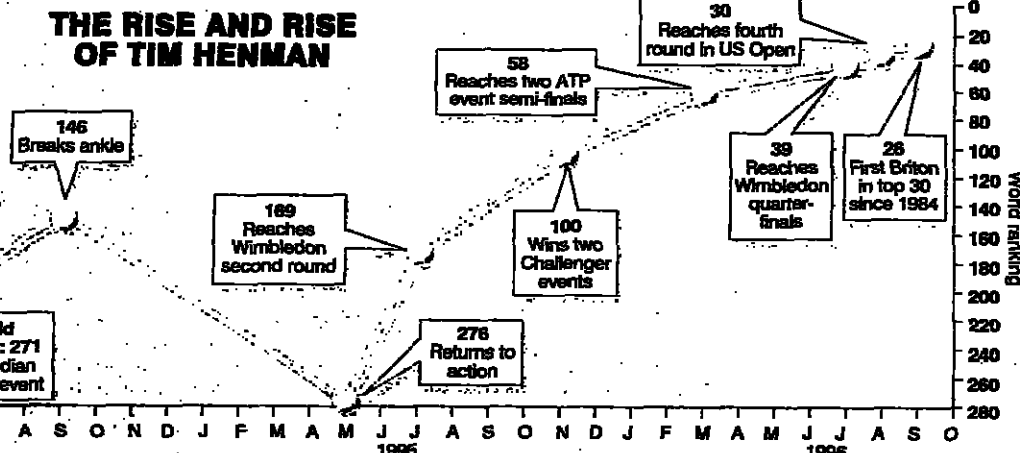 THE RISE AND RISE
OF TIM HENMAN
146
Breaks ankle
169
Reaches
Wimbledon
second round
276
Returns to
action
58
Reaches two ATP
event semi-finals
100
Wins two
Challenger
events
30
Reaches fourth
round in US Open
39
Reaches
Wimbledon
quarter-
finals
26
First Briton
in top 30
since 1984
: 271
event
0
20
40
60
80
100
120
140
160
180
200
220
240
260
280
World ranking
A S O N D J F M A M J J A S O N D J F M A M J J A S O